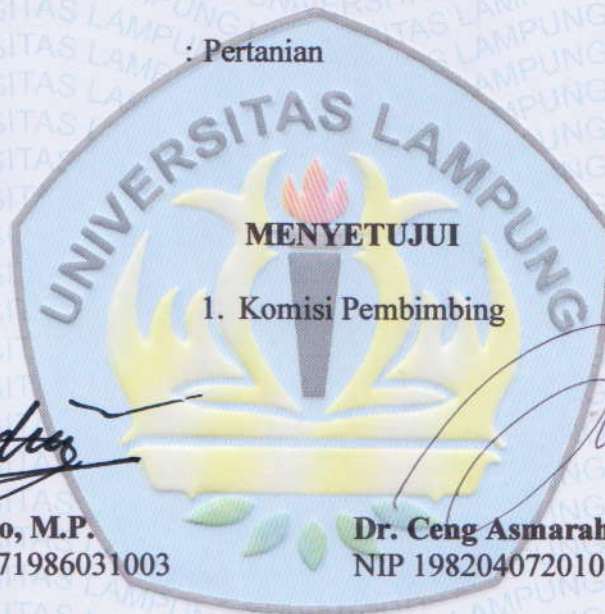 : Pertanian
UNIVERSITAS LAMPUNG
MENYETUJUI
1. Komisi Pembimbing
o, M.P. Dr. Ceng Asmarah
71986031003 NIP 198204072010